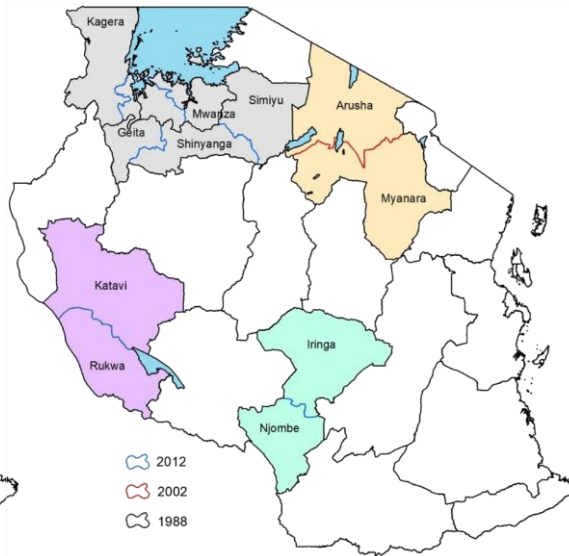 Kagera
Simiyu
Arusha
Mwanza
Geita
Shinyanga
Myanara
Katavi
Iringa
Rukwa
Njombe
2012
2002
1988